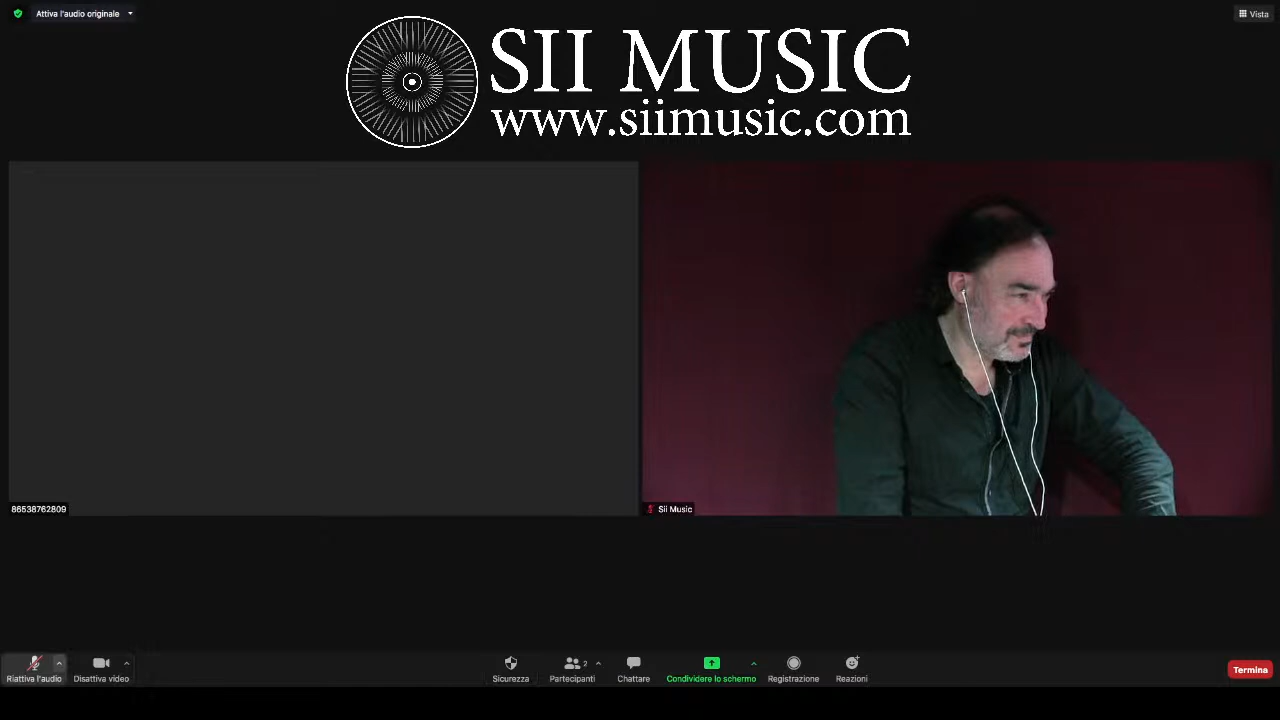 Attiva l'audio originale
Vista
SII MUSIC
www.siimusic.com
86538762809
Sii Music
Riattiva l'audio
Disattiva video
Sicurezza
Partecipanti
2
Chattare
Condividere lo schermo
Registrazione
Reazioni
Termina